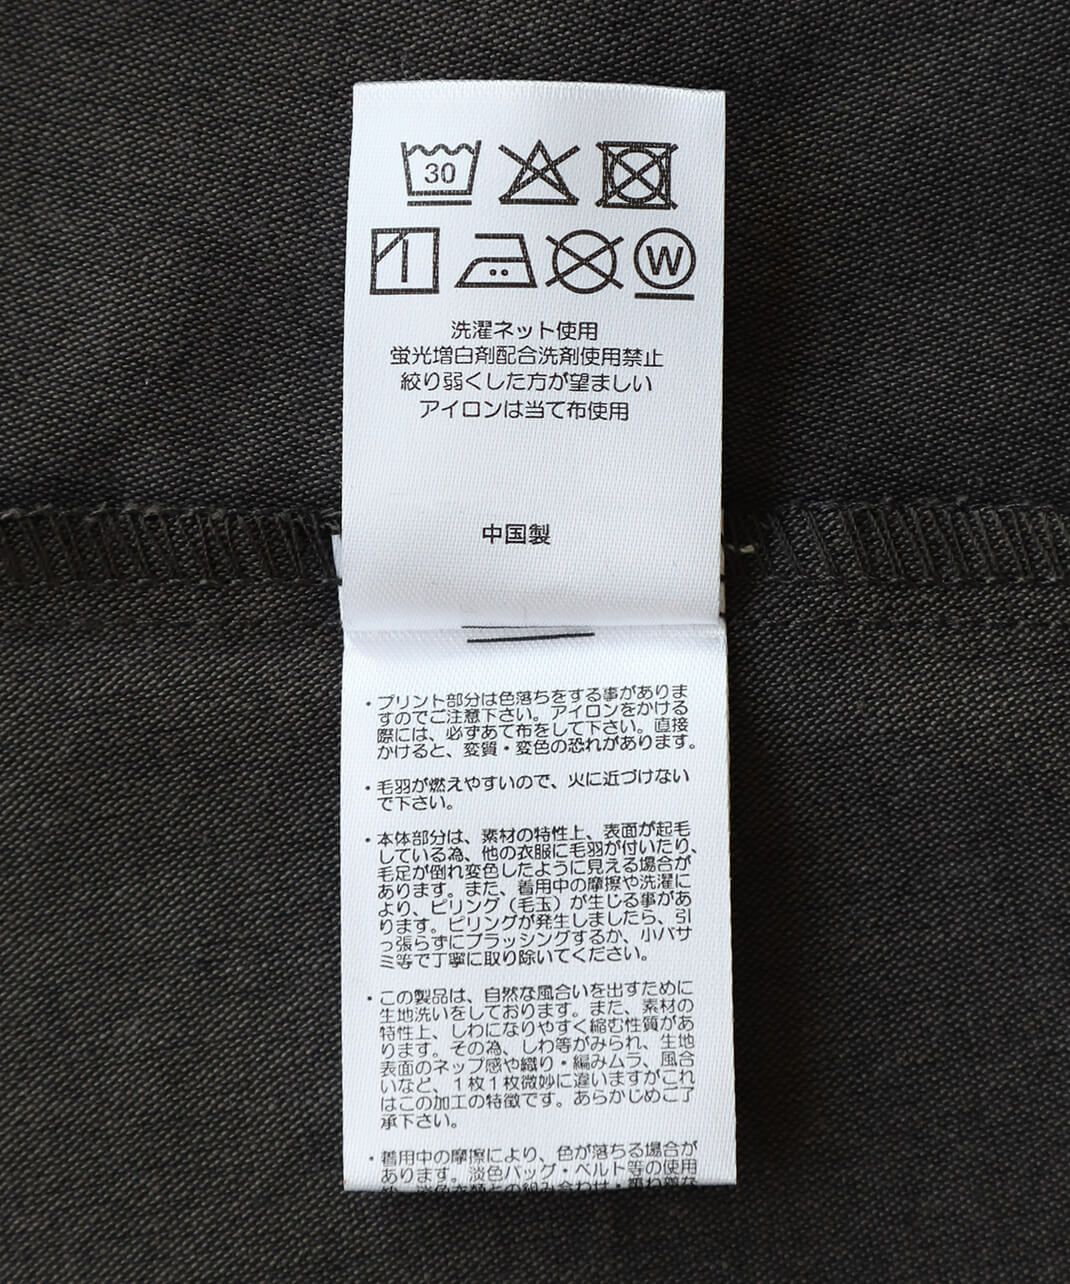 30
W
洗濯ネット使用
蛍光増白剤配合洗剤使用禁止
絞り弱くした方が望ましい
アイロンは当て布使用
中国製
・プリント部分は色落ちをする事がありま
すのでご注意下さい。アイロンをかける
際には、必ずあて布をして下さい。直接
かけると、変質・変色の恐れがあります。
・毛羽が燃えやすいので、火に近づけない
で下さい。
・本体部分は、素材の特性上、表面が起毛
している為、他の衣服に毛羽が付いたり、
毛足が倒れ変色したように見える場合が
あります。また、着用中の摩擦や洗濯に
より、ピリング（毛玉）が生じる事があ
ります。ピリングが発生しましたら、引
っ張らずにブラッシングするか、小バサ
ミ等で丁寧に取り除いてください。
・この製品は、自然な風合いを出すために
生地洗いをしております。また、素材の
特性上、しわになりやすく縮む性質があ
ります。その為、しわ等がみられ、生地
表面のネップ感や織り・編みムラ、風合
いなど、１枚１枚微妙に違いますがこれ
はこの加工の特徴です。あらかじめご了
承下さい。
・着用中の摩擦により、色が落ちる場合が
あります。淡色バッグ・ベルト等の使用